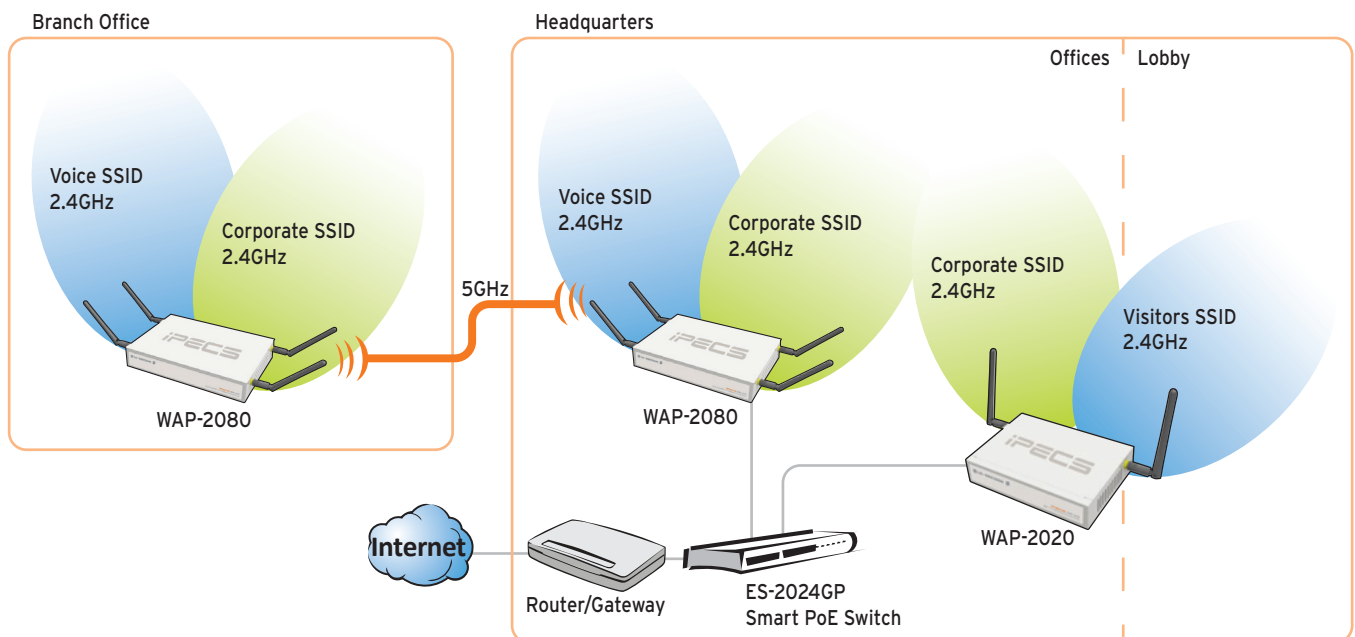 Branch Office
Headquarters
Offices
Lobby
Voice SSID
2.4GHz
Corporate SSID
2.4GHz
5GHz
Voice SSID
2.4GHz
Corporate SSID
2.4GHz
Corporate SSID
2.4GHz
Visitors SSID
2.4GHz
iPECS
WAP-2080
iPECS
WAP-2080
iPECS
WAP-2020
Internet
Router/Gateway
ES-2024GP
Smart PoE Switch